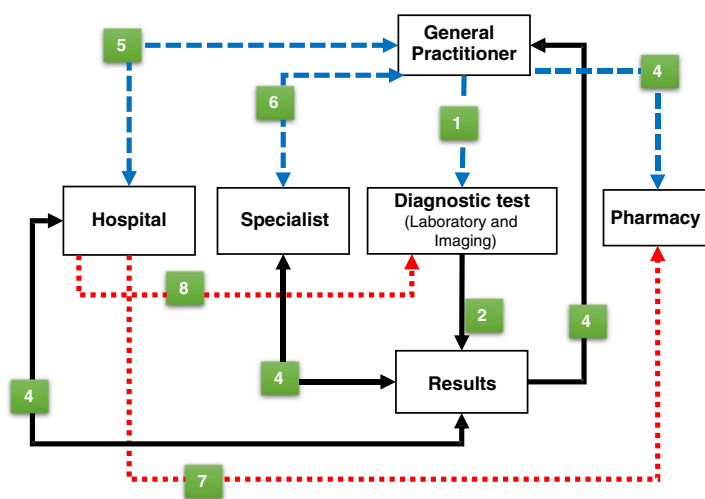 General
Practitioner
5
4
6
1
Hospital
Specialist
Diagnostic test
(Laboratory and
Imaging)
Pharmacy
8
2
4
4
Results
4
7